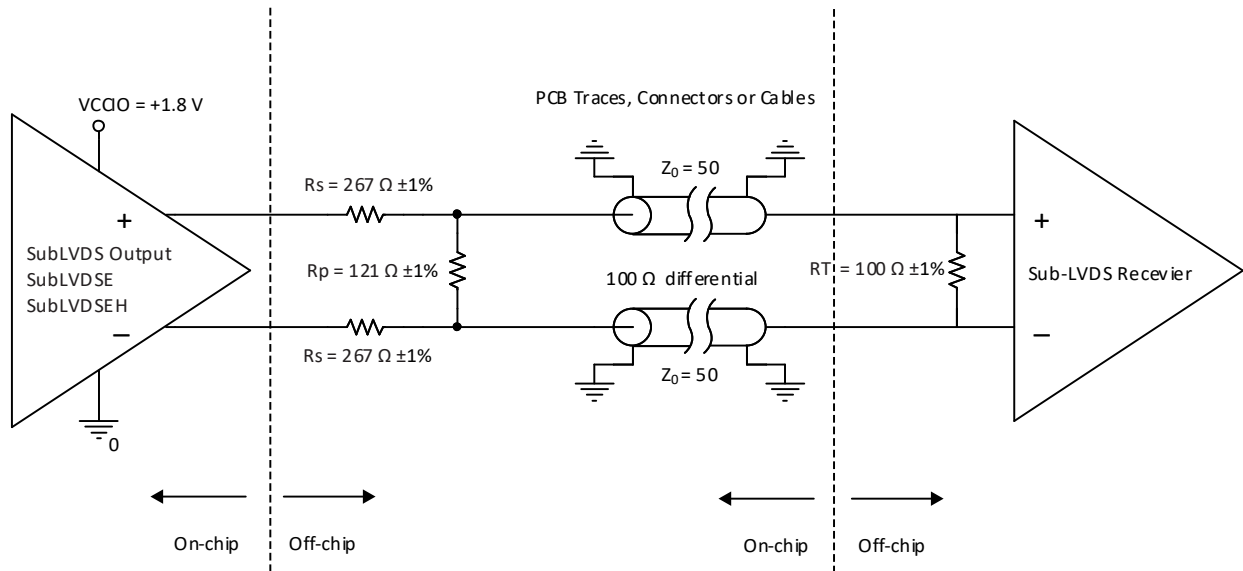 VCCIO = +1.8 V
PCB Traces, Connectors or Cables
Z0 = 50
Rs = 267 Ω ±1%
+
+
SubLVDS Output
SubLVDSE
SubLVDSEH
Rp = 121 Ω ±1%
100 Ω differential
RT = 100 Ω ±1%
Sub-LVDS Recevier
−
−
Rs = 267 Ω ±1%
Z0 = 50
0
On-chip
Off-chip
On-chip
Off-chip